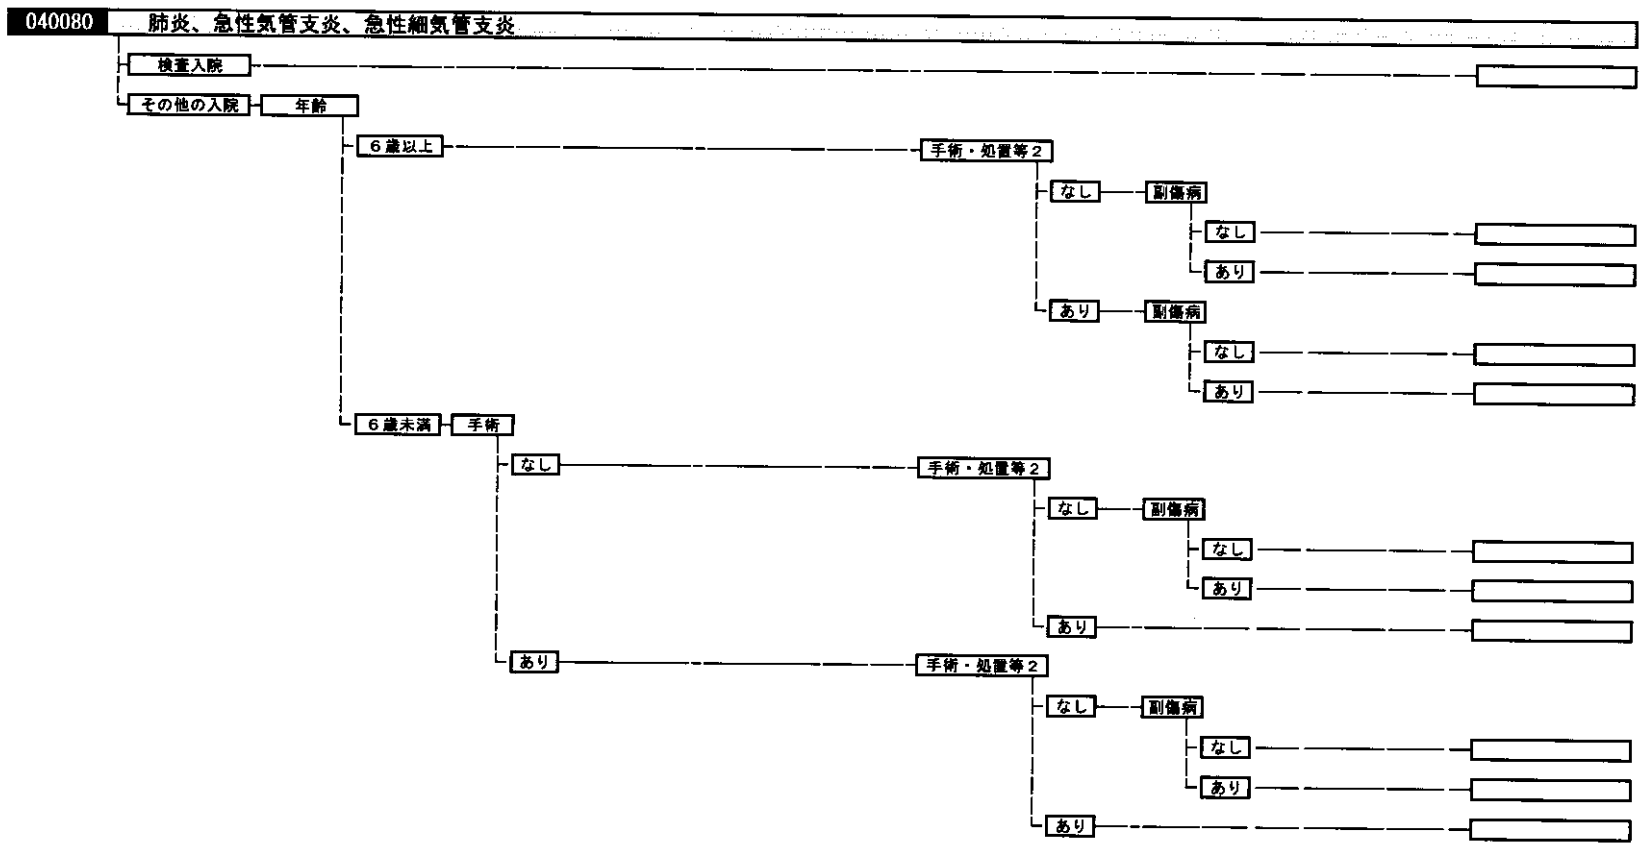 040080 肺炎、急性気管支炎、急性細気管支炎
検査入院
その他の入院 年齢
6歳以上 手術・処置等2
なし 副傷病
なし
あり
あり 副傷病
なし
あり
6歳未満 手術
なし 手術・処置等2
なし 副傷病
なし
あり
あり
あり 手術・処置等2
なし 副傷病
なし
あり
あり